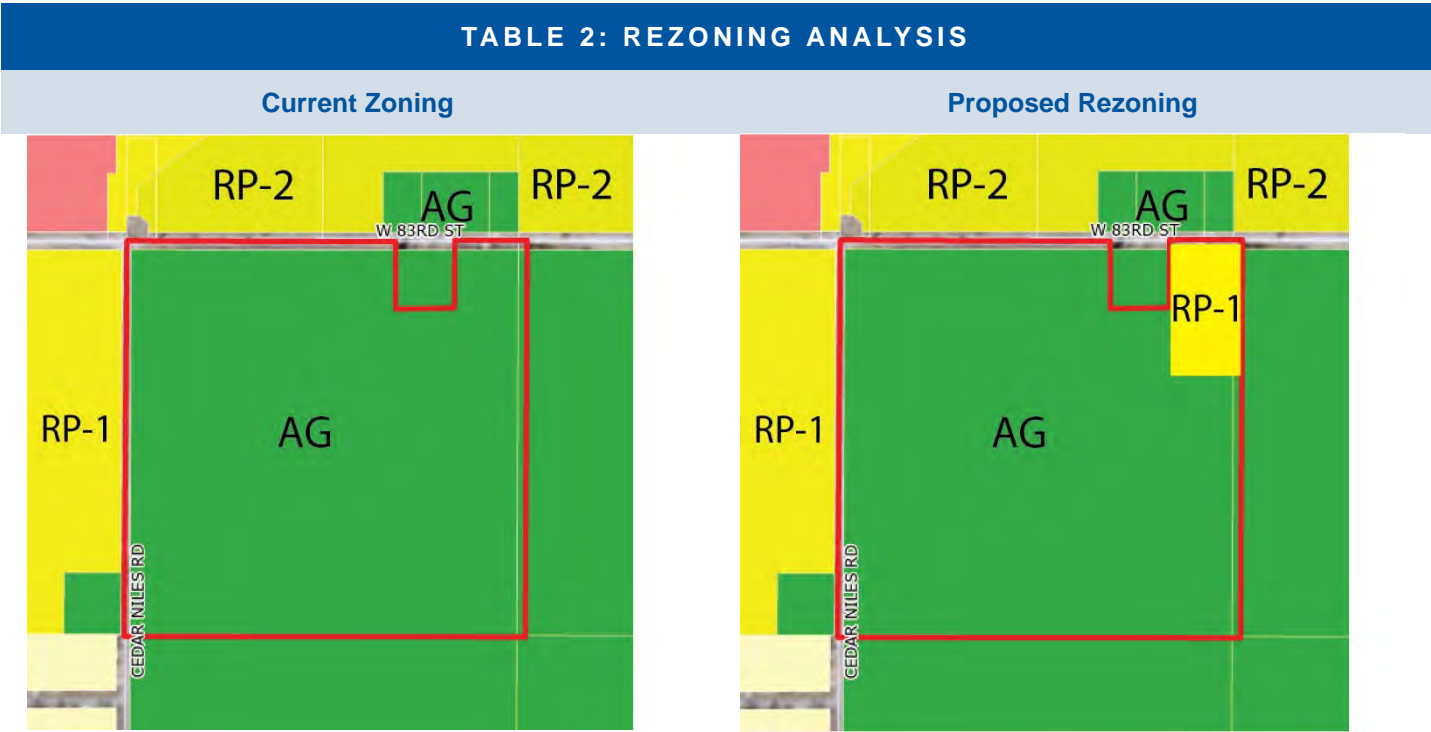 TABLE 2: REZONING ANALYSIS
Current Zoning
Proposed Rezoning
RP-2
AG
RP-2
W 83RD ST
RP-1
AG
CEDAR NILES RD
RP-2
AG
RP-2
W 83RD ST
RP-1
RP-1
AG
CEDAR NILES RD